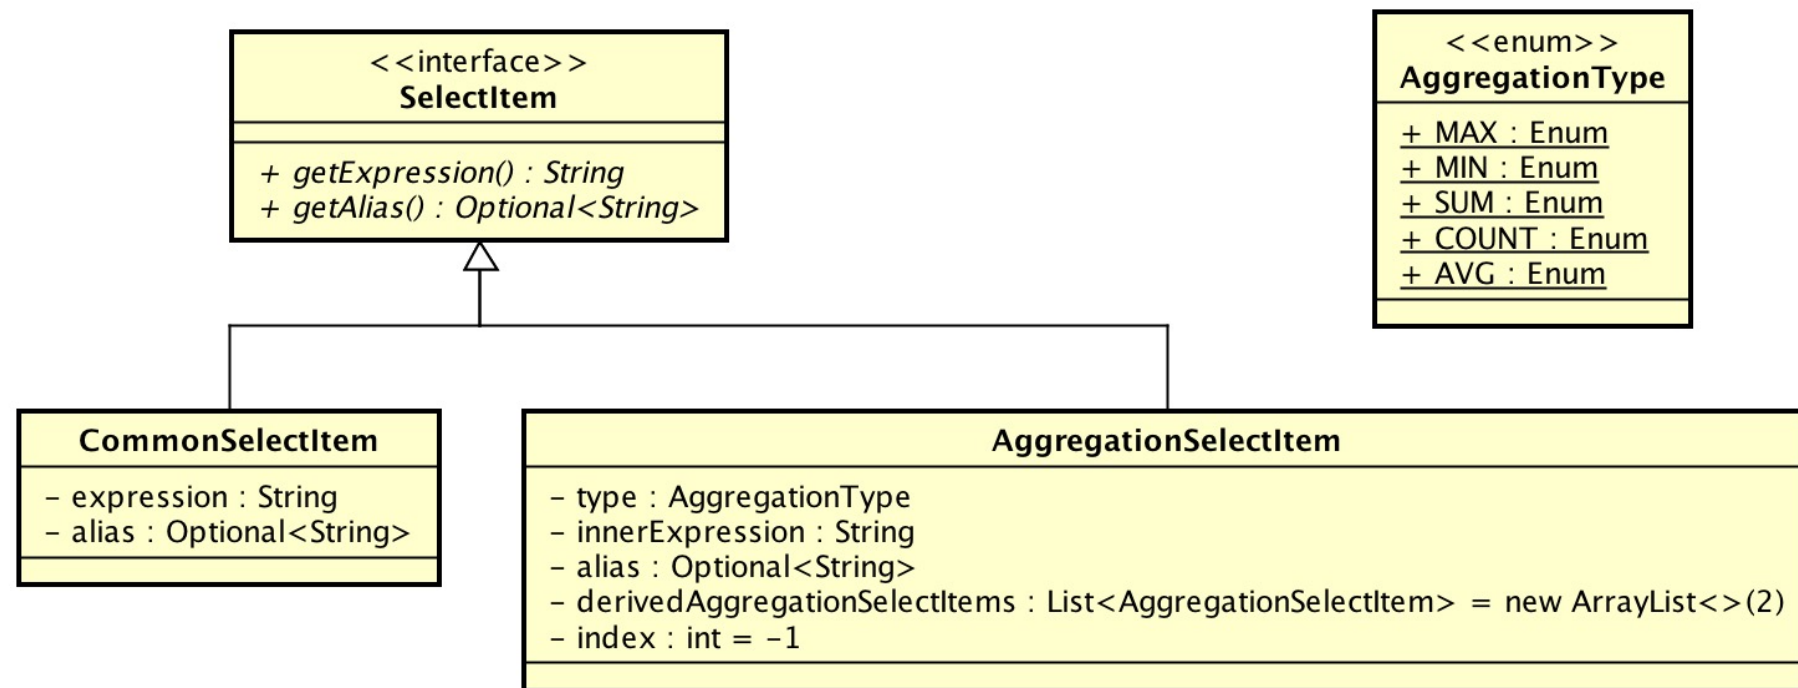 <<interface>>
SelectItem
+ getExpression() : String
+ getAlias() : Optional<String>
<<enum>>
AggregationType
+ MAX : Enum
+ MIN : Enum
+ SUM : Enum
+ COUNT : Enum
+ AVG : Enum
CommonSelectItem
- expression : String
- alias : Optional<String>
AggregationSelectItem
- type : AggregationType
- innerExpression : String
- alias : Optional<String>
- derivedAggregationSelectItems : List<AggregationSelectItem> = new ArrayList<>(2)
- index : int = -1